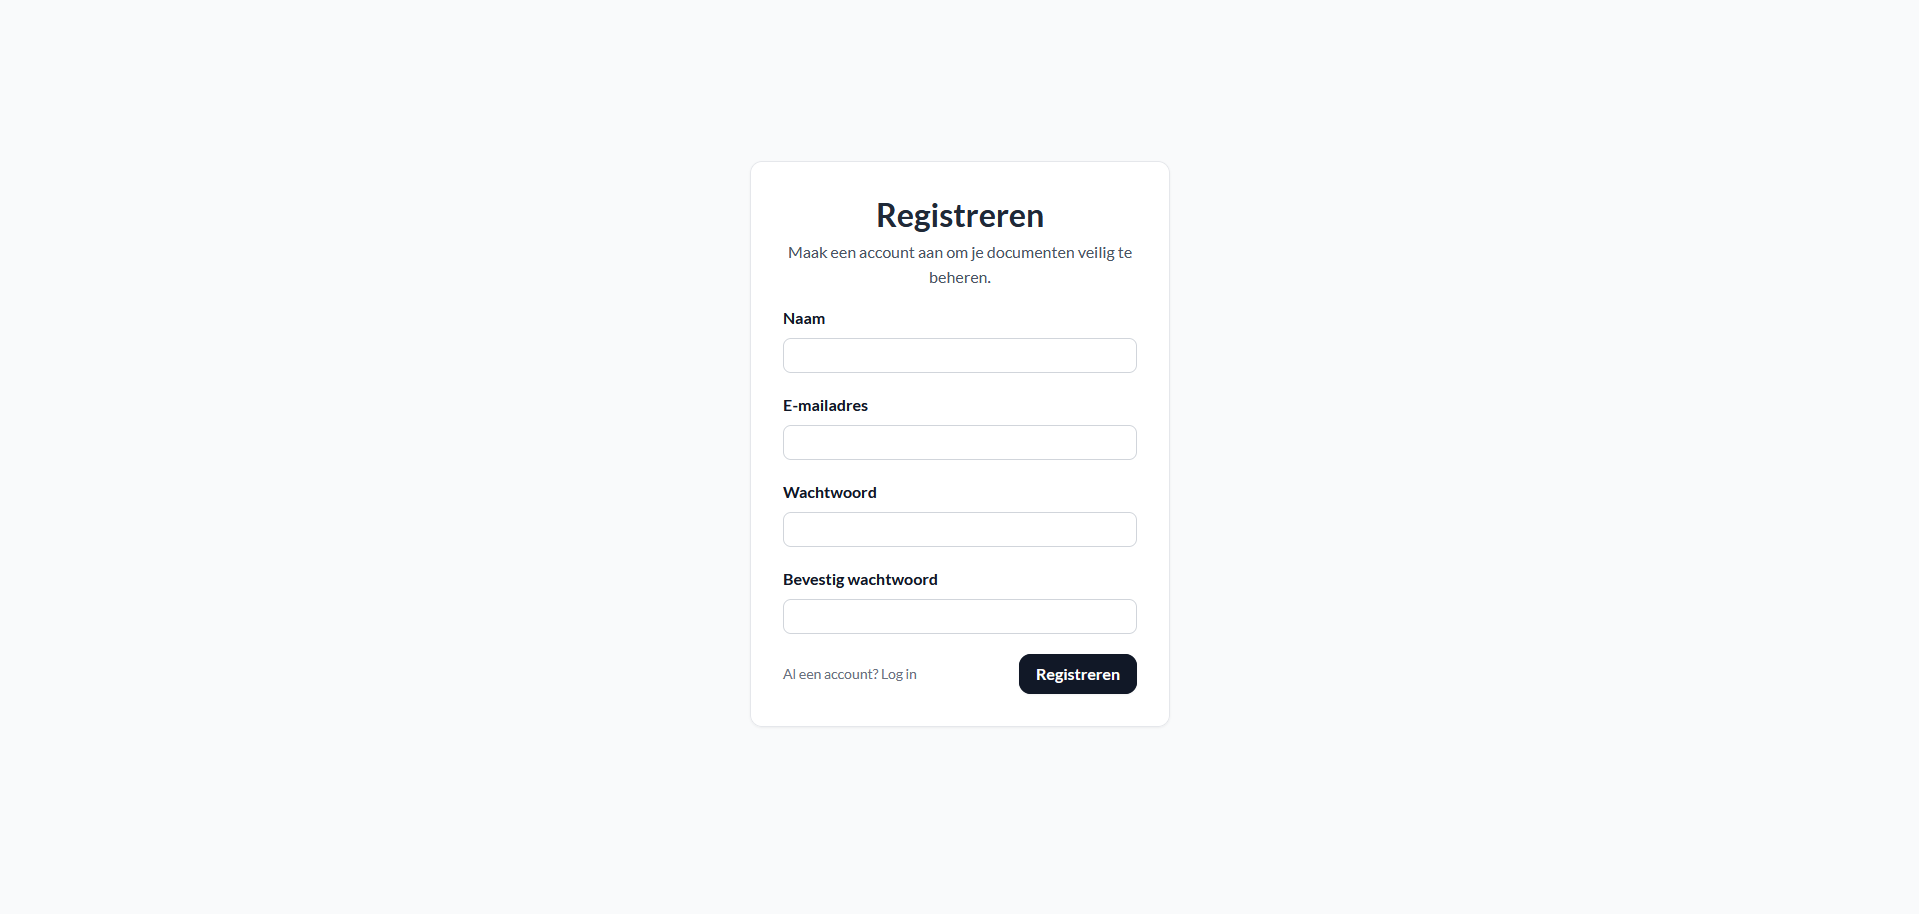 Registreren
Maak een account aan om je documenten veilig te
beheren.
Naam
E-mailadres
Wachtwoord
Bevestig wachtwoord
Al een account? Log in
Registreren